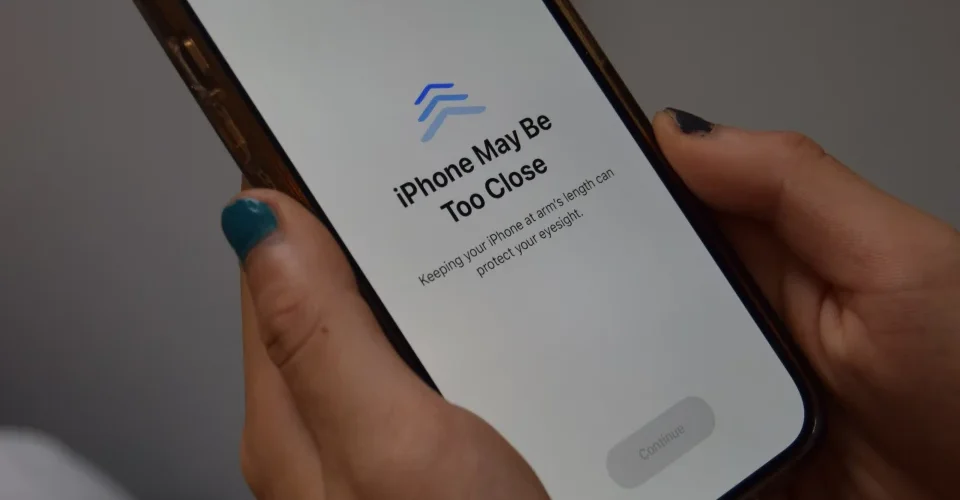 iPhone May Be
Too Close
Keeping your iPhone at arm's length can
protect your eyesight.
Continue